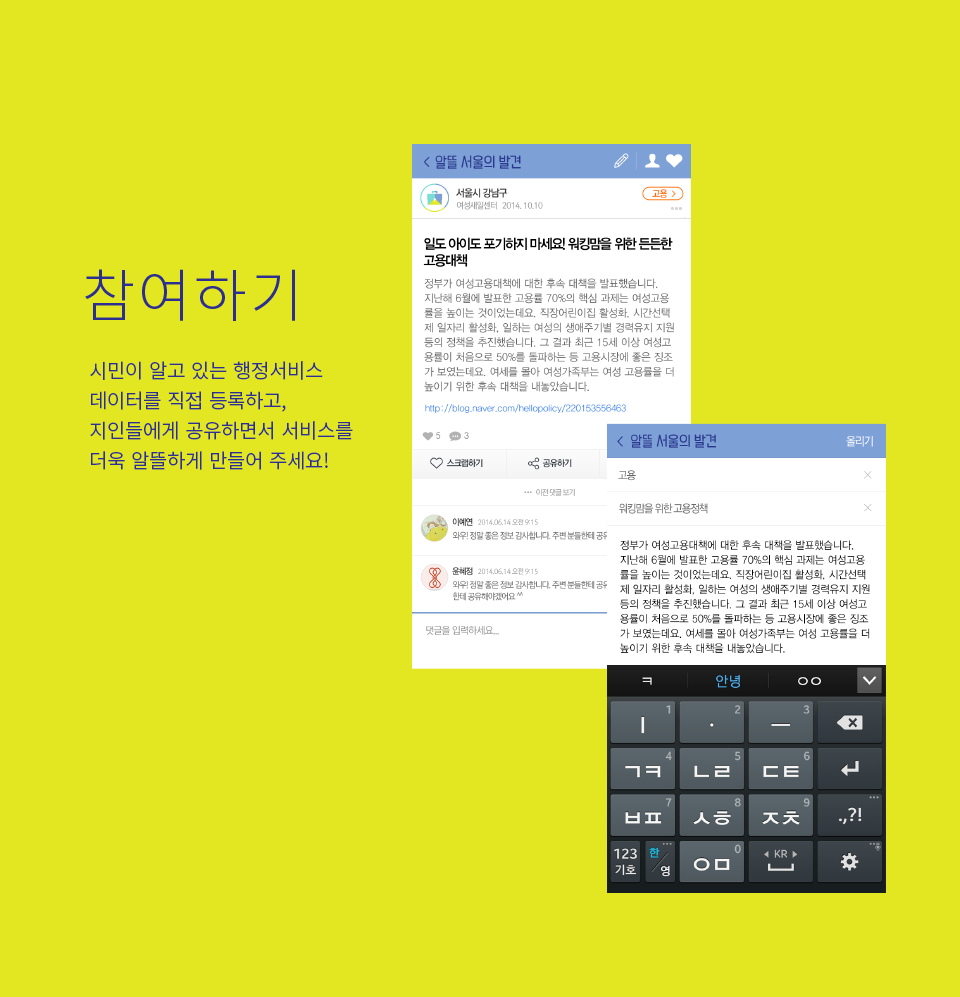 참여하기
시민이 알고 있는 행정서비스
데이터를 직접 등록하고,
지인들에게 공유하면서 서비스를
더욱 알뜰하게 만들어 주세요!
알뜰 서울의 발견
서울시 강남구
여성새일센터 2014.10.10
고용 >
일도 아이도 포기하지 마세요! 워킹맘을 위한 든든한
고용대책
정부가 여성고용대책에 대한 후속 대책을 발표했습니다.
지난해 6월에 발표한 고용률 70%의 핵심 과제는 여성고용
률을 높이는 것이었는데요. 직장어린이집 활성화, 시간선택
제 일자리 활성화, 일하는 여성의 생애주기별 경력유지 지원
등의 정책을 추진했습니다. 그 결과 최근 15세 이상 여성고
용률이 처음으로 50%를 돌파하는 등 고용시장에 좋은 징조
가 보였는데요. 여세를 몰아 여성가족부는 여성 고용률을 더
높이기 위한 후속 대책을 내놓았습니다.
http://blog.naver.com/hellopolicy/220153556463
5 3
스크랩하기 공유하기
··· 이전 댓글 보기
이예연 2014.06.14 오전 9:15
와우! 정말 좋은 정보 감사합니다. 주변 분들한테 공유
윤혜정 2014.06.14 오전 9:15
와우! 정말 좋은 정보 감사합니다. 주변 분들한테 공유
한테 공유해야겠어요 ^^
댓글을 입력하세요...
알뜰 서울의 발견 올리기
고용
워킹맘을 위한 고용정책
정부가 여성고용대책에 대한 후속 대책을 발표했습니다.
지난해 6월에 발표한 고용률 70%의 핵심 과제는 여성고용
률을 높이는 것이었는데요. 직장어린이집 활성화, 시간선택
제 일자리 활성화, 일하는 여성의 생애주기별 경력유지 지원
등의 정책을 추진했습니다. 그 결과 최근 15세 이상 여성고
용률이 처음으로 50%를 돌파하는 등 고용시장에 좋은 징조
가 보였는데요. 여세를 몰아 여성가족부는 여성 고용률을 더
높이기 위한 후속 대책을 내놓았습니다.
ㅋ 안녕 ㅇㅇ
ㅣ 1 · 2 ㅡ 3
ㄱㅋ 4 ㄴㄹ 5 ㄷㅌ 6
ㅂㅍ 7 ㅅㅎ 8 ㅈㅊ 9 .,?!
123 기호 한/영 ㅇㅁ 0 KR